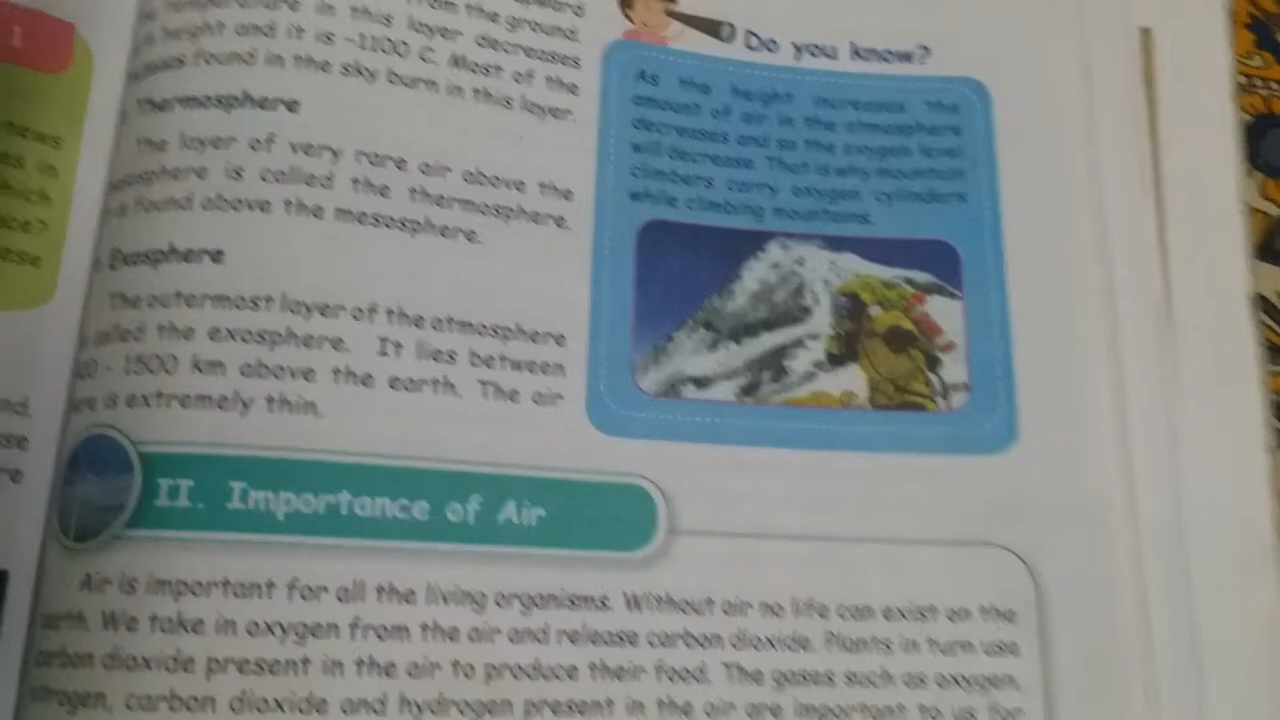 1
news
in
which
ese
from the ground.
in this layer decreases
height and it is -1100 C. Most of the
found in the sky burn in this layer.
Thermosphere
The layer of very rare air above the
is called the thermosphere.
found above the mesosphere.
Exosphere
The outermost layer of the atmosphere
called the exosphere. It lies between
- 1500 km above the earth. The air
is extremely thin.
Do you know?
As the height increases the
amount of air in the atmosphere
decreases and so the oxygen level
will decrease. That is why mountain
climbers carry oxygen cylinders
while climbing mountains.
II. Importance of Air
Air is important for all the living organisms. Without air no life can exist on the
earth. We take in oxygen from the air and release carbon dioxide. Plants in turn use
carbon dioxide present in the air to produce their food. The gases such as oxygen,
nitrogen, carbon dioxide and hydrogen present in the air are important to us for